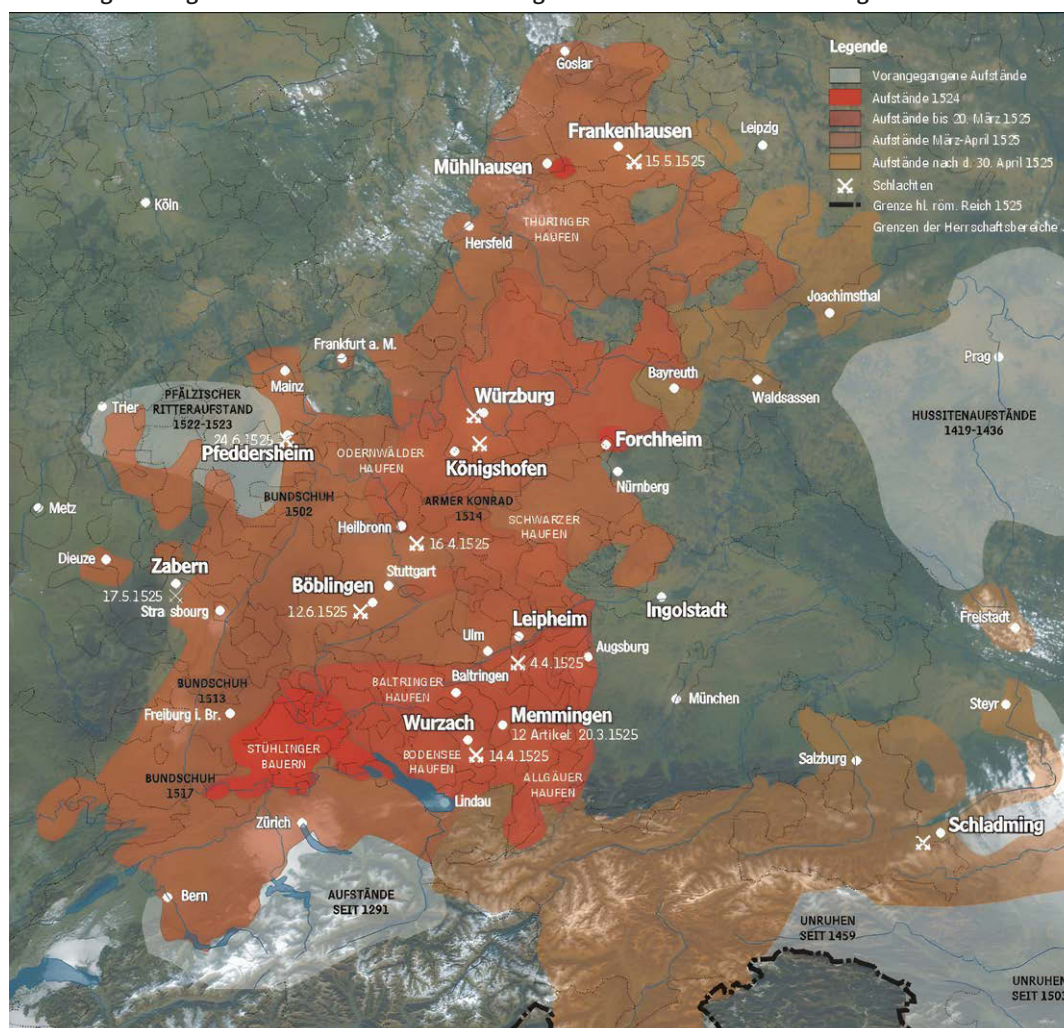 Legende
Vorangegangene Aufstände
Aufstände 1524
Aufstände bis 20. März 1525
Aufstände März-April 1525
Aufstände nach d. 30. April 1525
Schlachten
Grenze hl. röm. Reich 1525
Grenzen der Herrschaftsbereiche
Goslar
Frankenhausen
15.5.1525
Leipzig
Mühlhausen
Köln
THÜRINGER
HAUFEN
Hersfeld
Joachimsthal
Frankfurt a. M.
Mainz
Prag
Bayreuth
Waldsassen
PFÄLZISCHER
RITTERAUFSTAND
1522-1523
Trier
Würzburg
HUSSITENAUFSTÄNDE
1419-1436
24.6.1525
Pfeddersheim
Forchheim
ODERNWÄLDER
HAUFEN
Königshofen
Nürnberg
BUNDSCHUH
1502
ARMER KONRAD
1514
Metz
SCHWARZER
HAUFEN
Heilbronn
16.4.1525
Dieuze
Zabern
17.5.1525
Stuttgart
Böblingen
12.6.1525
Stra sbourg
Ingolstadt
Freistadt
Leipheim
4.4.1525
Ulm
Augsburg
Baltringen
BALTRINGER
HAUFEN
München
Steyr
BUNDSCHUH
1513
Freiburg i. Br.
Memmingen
12 Artikel: 20.3.1525
Wurzach
14.4.1525
STÜHLINGER
BAUERN
BODENSEE
HAUFEN
Salzburg
BUNDSCHUH
1517
ALLGÄUER
HAUFEN
Lindau
Zürich
Schladming
Bern
AUFSTÄNDE
SEIT 1291
UNRUHEN
SEIT 1459
UNRUHEN